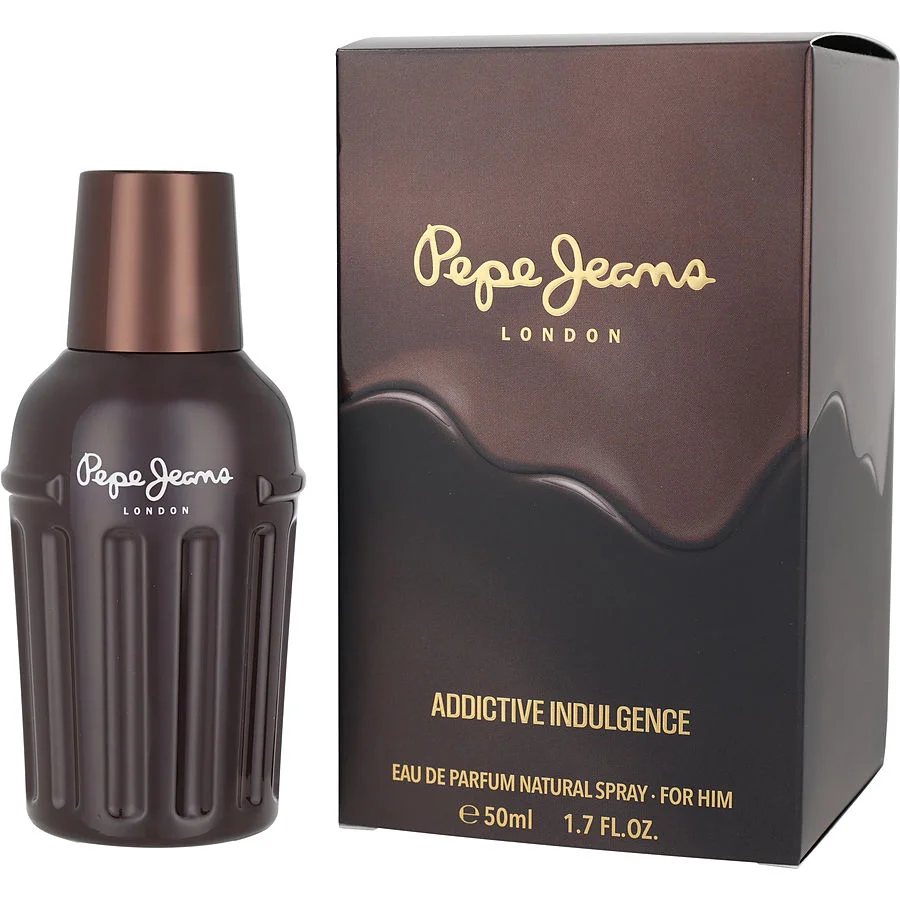 Pepe Jeans
LONDON
Pepe Jeans
LONDON
ADDICTIVE INDULGENCE
EAU DE PARFUM NATURAL SPRAY · FOR HIM
℮50ml 1.7 FL.OZ.